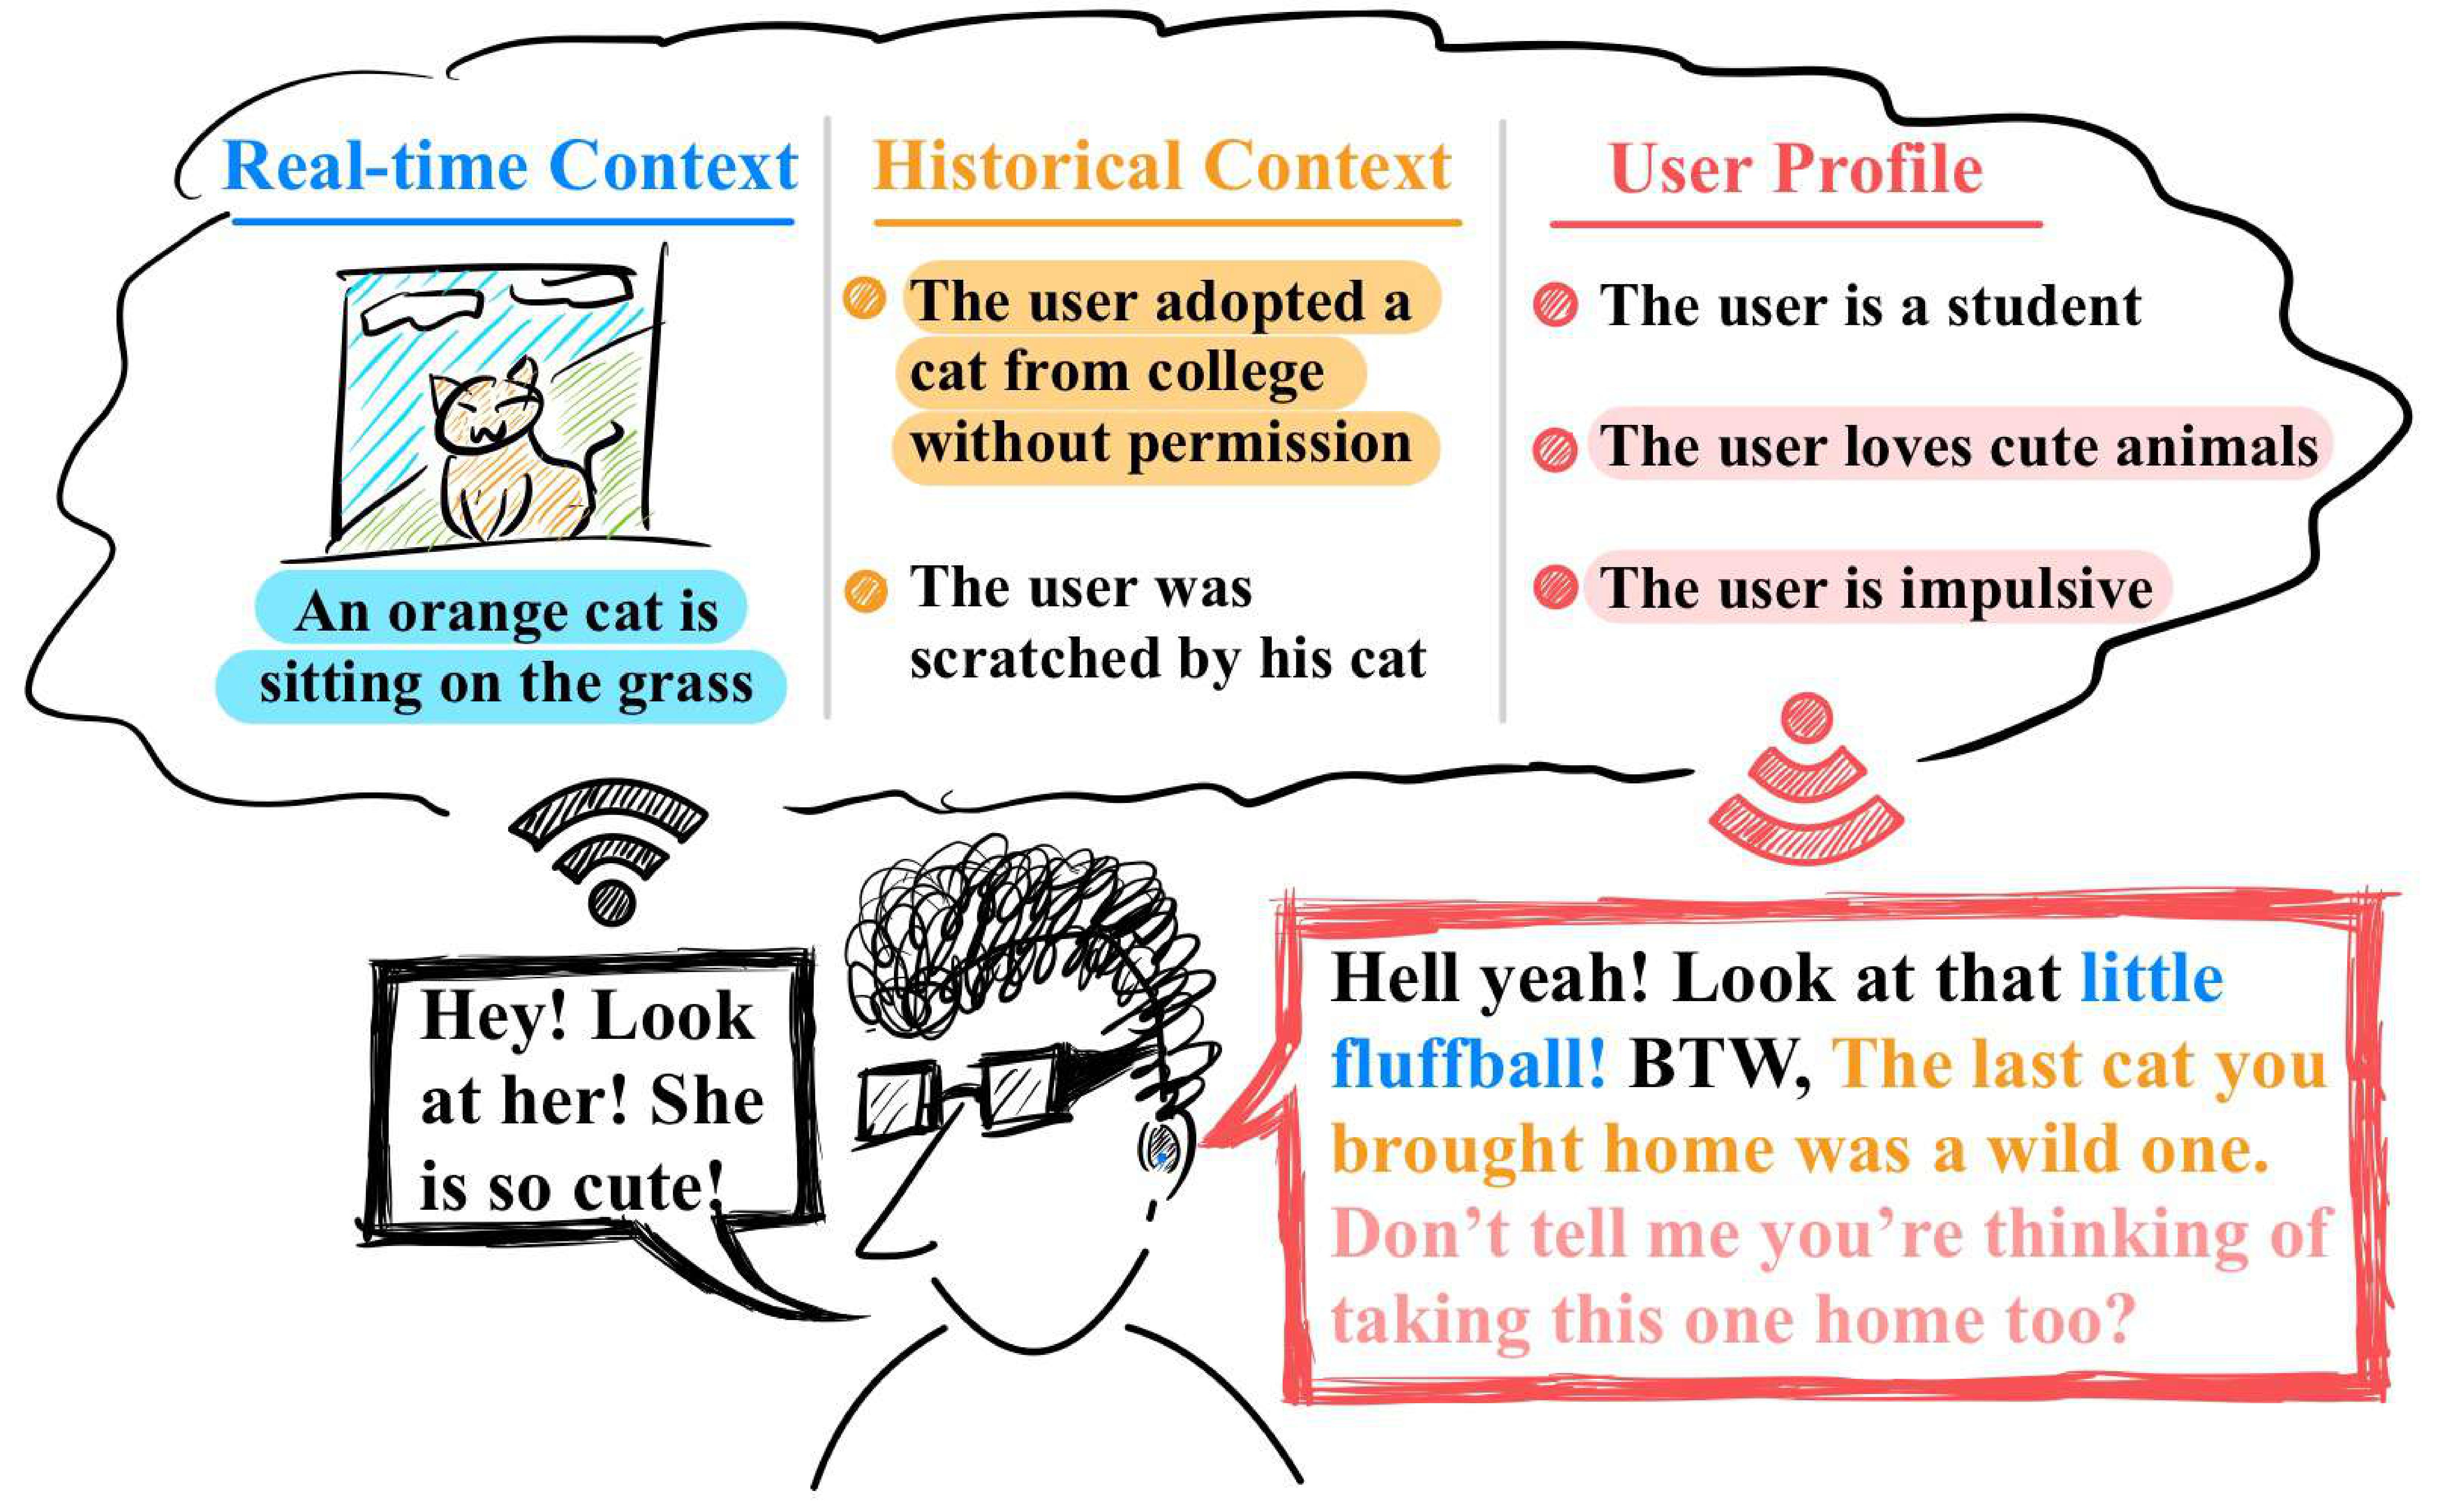 Real-time Context
An orange cat is
sitting on the grass
Historical Context
The user adopted a
cat from college
without permission
The user was
scratched by his cat
User Profile
The user is a student
The user loves cute animals
The user is impulsive
Hey! Look
at her! She
is so cute!
Hell yeah! Look at that little
fluffball! BTW, The last cat you
brought home was a wild one.
Don't tell me you're thinking of
taking this one home too?